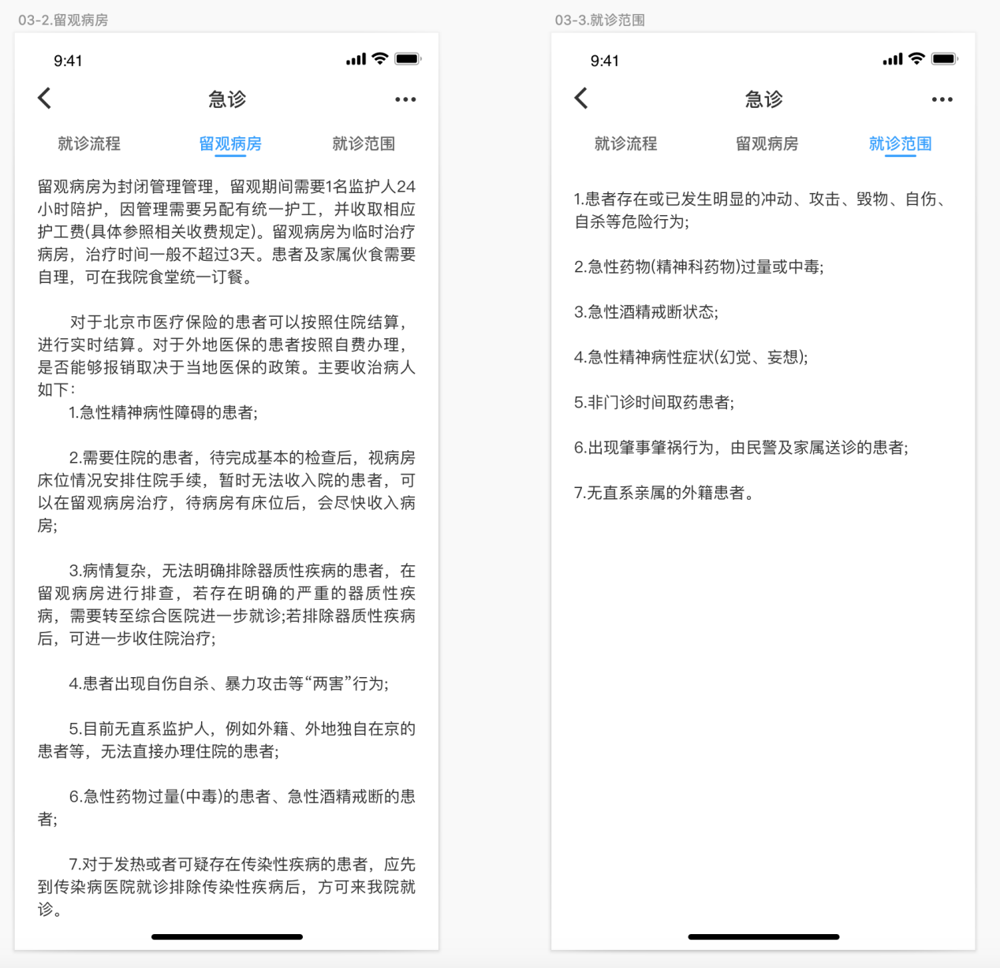 03-2.留观病房
9:41
急诊
就诊流程
留观病房
就诊范围
留观病房为封闭管理管理，留观期间需要1名监护人24
小时陪护，因管理需要另配有统一护工，并收取相应
护工费(具体参照相关收费规定)。留观病房为临时治疗
病房，治疗时间一般不超过3天。患者及家属伙食需要
自理，可在我院食堂统一订餐。
对于北京市医疗保险的患者可以按照住院结算，
进行实时结算。对于外地医保的患者按照自费办理，
是否能够报销取决于当地医保的政策。主要收治病人
如下：
1.急性精神病性障碍的患者;
2.需要住院的患者，待完成基本的检查后，视病房
床位情况安排住院手续，暂时无法收入院的患者，可
以在留观病房治疗，待病房有床位后，会尽快收入病
房;
3.病情复杂，无法明确排除器质性疾病的患者，在
留观病房进行排查，若存在明确的严重的器质性疾
病，需要转至综合医院进一步就诊;若排除器质性疾病
后，可进一步收住院治疗;
4.患者出现自伤自杀、暴力攻击等“两害”行为;
5.目前无直系监护人，例如外籍、外地独自在京的
患者等，无法直接办理住院的患者;
6.急性药物过量(中毒)的患者、急性酒精戒断的患
者;
7.对于发热或者可疑存在传染性疾病的患者，应先
到传染病医院就诊排除传染性疾病后，方可来我院就
诊。
03-3.就诊范围
9:41
急诊
就诊流程
留观病房
就诊范围
1.患者存在或已发生明显的冲动、攻击、毁物、自伤、
自杀等危险行为;
2.急性药物(精神科药物)过量或中毒;
3.急性酒精戒断状态;
4.急性精神病性症状(幻觉、妄想);
5.非门诊时间取药患者;
6.出现肇事肇祸行为，由民警及家属送诊的患者;
7.无直系亲属的外籍患者。